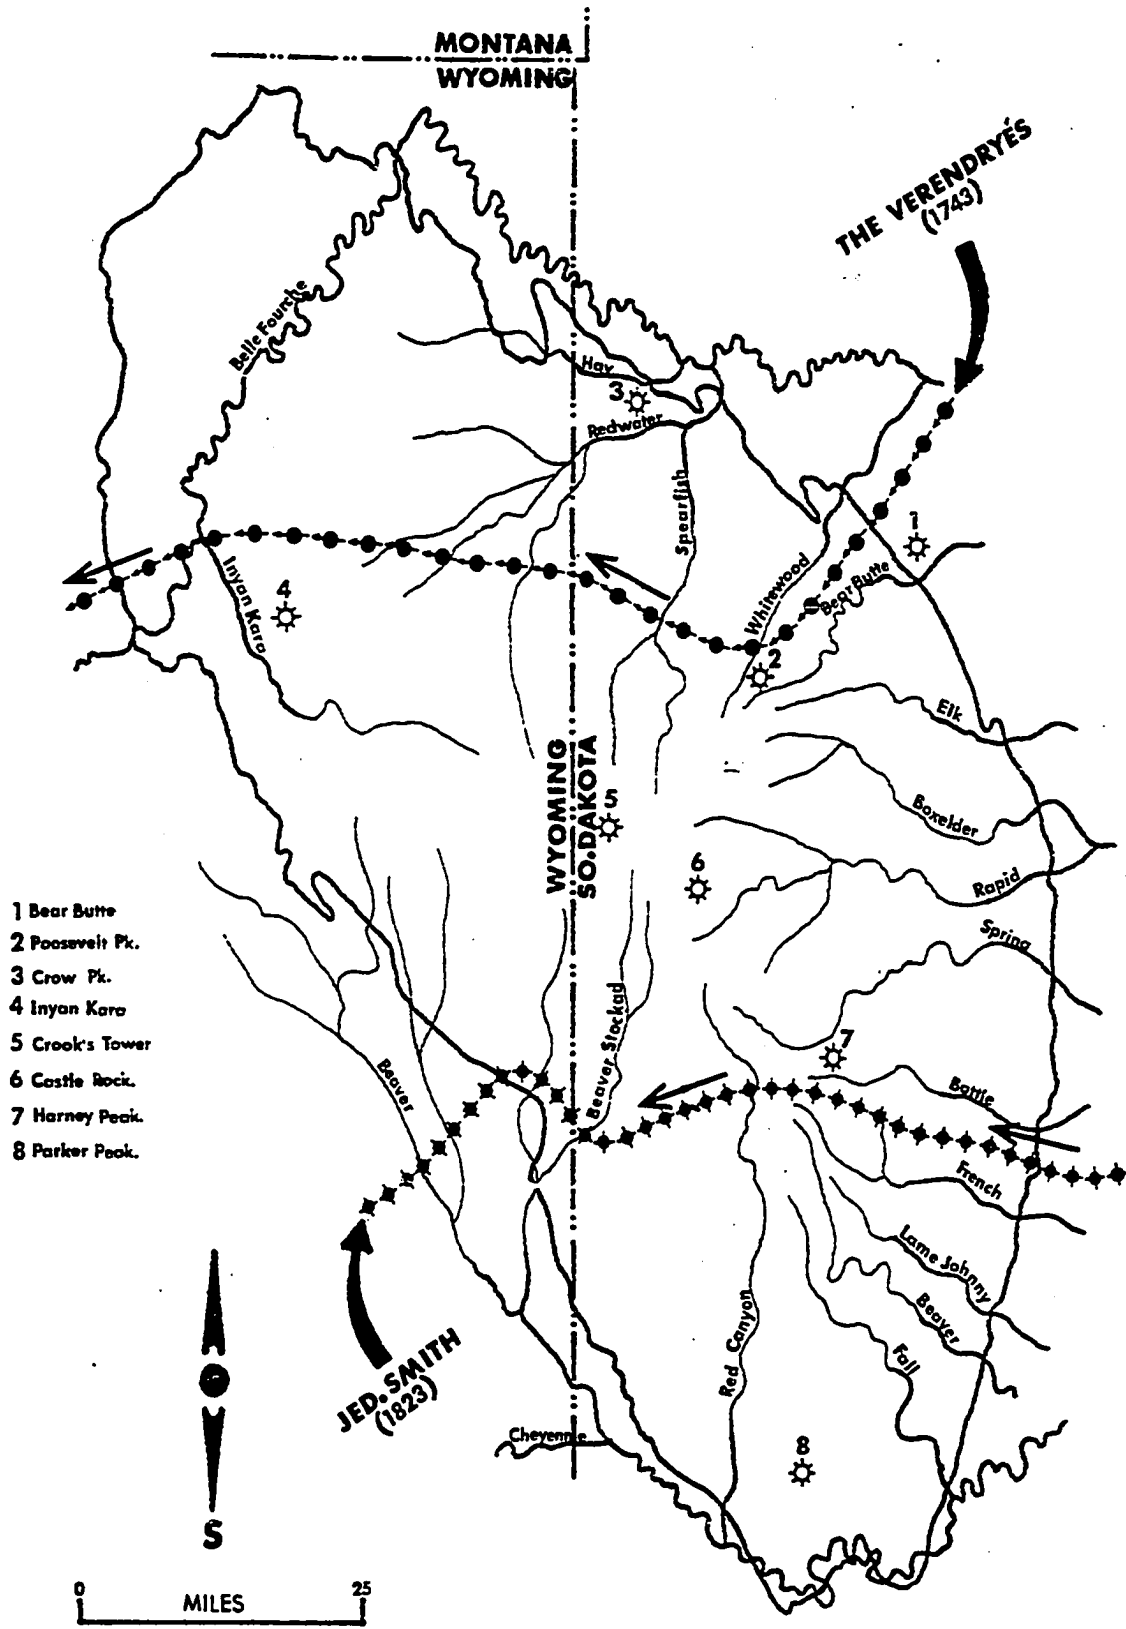 MONTANA
WYOMING
THE VERENDRYÉS
(1743)
Belle Fourche
Hay
3
Redwater
Spearfish
1
Whitewood
Bear Butte
Inyan Kara
4
2
Elk
WYOMING
SO. DAKOTA
5
Boxelder
6
Rapid
Spring
1 Bear Butte
2 Pooseveit Pk.
3 Crow Pk.
4 Inyan Kara
5 Crook's Tower
6 Castle Rock.
7 Harney Peak.
8 Parker Peak.
Beaver
Beaver Stockad
7
Battle
French
Lame Johnny
Beaver
Fall
Red Canyon
JED. SMITH
(1823)
Cheyenne
8
S
0 25
MILES